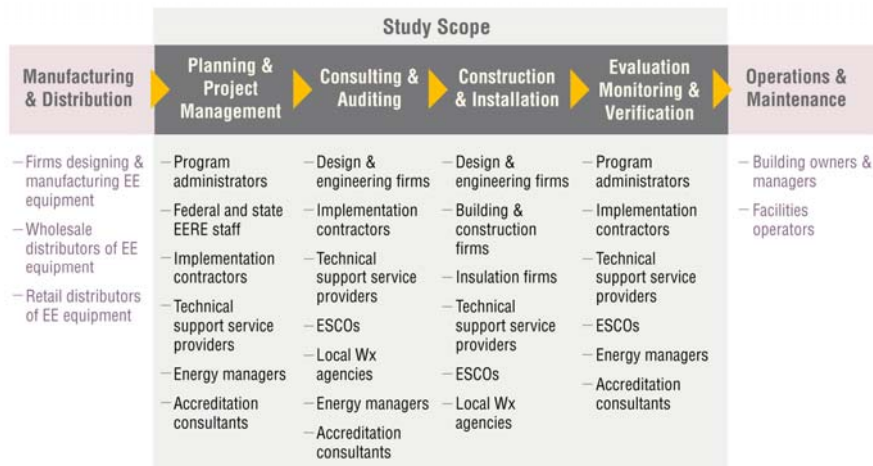 Study Scope
Manufacturing
& Distribution
Planning &
Project
Management
Consulting &
Auditing
Construction
& Installation
Evaluation
Monitoring &
Verification
Operations &
Maintenance
– Firms designing &
manufacturing EE
equipment
– Wholesale
distributors of EE
equipment
– Retail distributors
of EE equipment
– Program
administrators
– Federal and state
EERE staff
– Implementation
contractors
– Technical
support service
providers
– Energy managers
– Accreditation
consultants
– Design &
engineering firms
– Implementation
contractors
– Technical
support service
providers
– ESCOs
– Local Wx
agencies
– Energy managers
– Accreditation
consultants
– Design &
engineering firms
– Building &
construction
firms
– Insulation firms
– Technical
support service
providers
– ESCOs
– Local Wx
agencies
– Program
administrators
– Implementation
contractors
– Technical
support service
providers
– ESCOs
– Energy managers
– Accreditation
consultants
– Building owners &
managers
– Facilities
operators